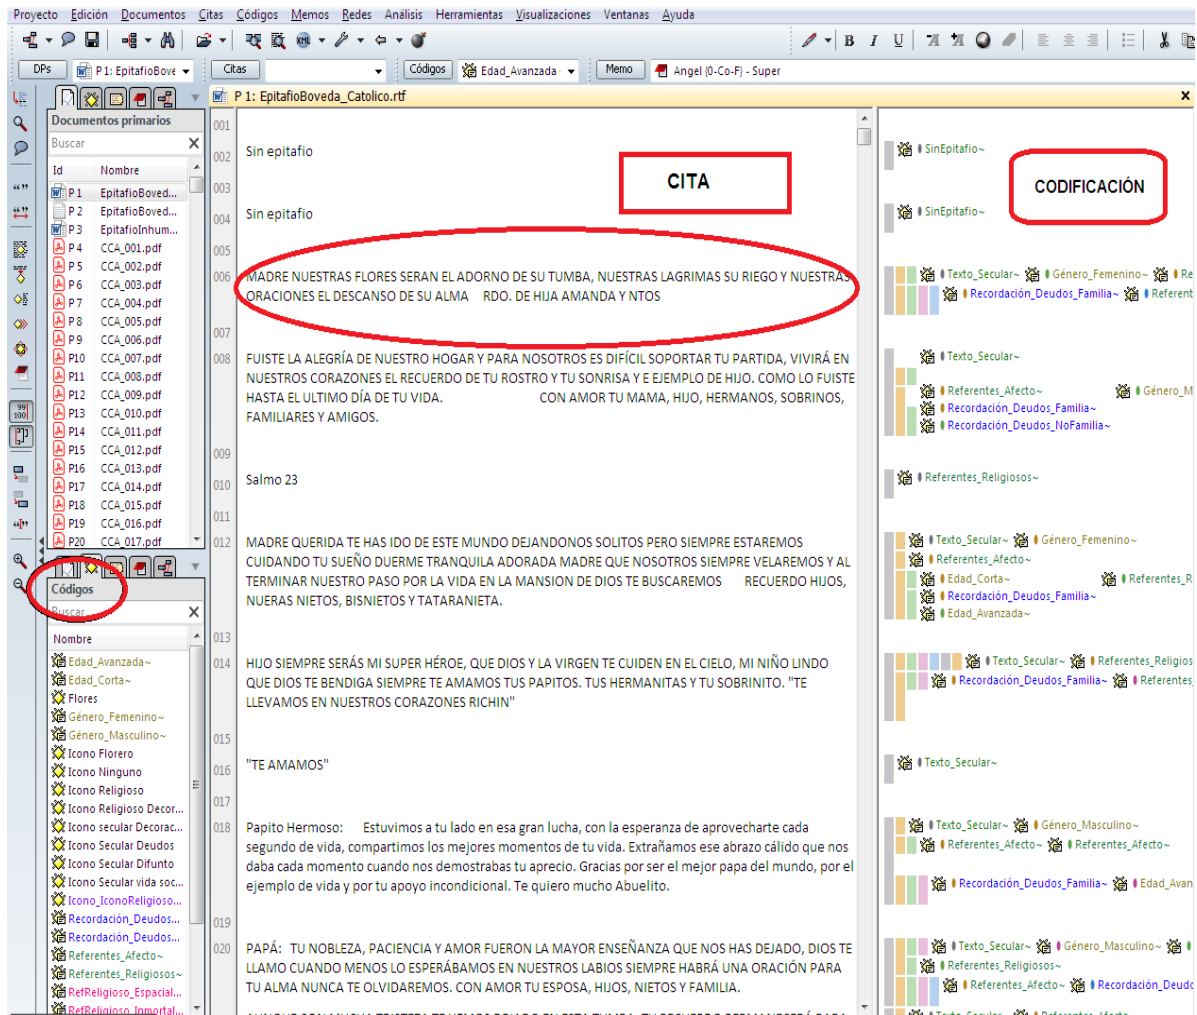 Proyecto Edición Documentos Citas Códigos Memos Redes Análisis Herramientas Visualizaciones Ventanas Ayuda
B I U
DPs P 1: EpitafioBove Citas Códigos Edad_Avanzada Memo Angel {0-Co-F} - Super
P 1: EpitafioBoveda_Catolico.rtf
Documentos primarios
Buscar
Id Nombre
P 1 EpitafioBoved...
P 2 EpitafioBoved...
P 3 EpitafioInhum...
P 4 CCA_001.pdf
P 5 CCA_002.pdf
P 6 CCA_003.pdf
P 7 CCA_004.pdf
P 8 CCA_005.pdf
P 9 CCA_006.pdf
P10 CCA_007.pdf
P11 CCA_008.pdf
P12 CCA_009.pdf
P13 CCA_010.pdf
P14 CCA_011.pdf
P15 CCA_012.pdf
P16 CCA_013.pdf
P17 CCA_014.pdf
P18 CCA_015.pdf
P19 CCA_016.pdf
P20 CCA_017.pdf
Códigos
Buscar
Nombre
Edad_Avanzada~
Edad_Corta~
Flores
Género_Femenino~
Género_Masculino~
Icono Florero
Icono Ninguno
Icono Religioso
Icono Religioso Decor...
Icono secular Decorac...
Icono Secular Deudos
Icono Secular Difunto
Icono Secular vida soc...
Icono_IconoReligioso...
Recordación_Deudos...
Recordación_Deudos...
Referentes_Afecto~
Referentes_Religiosos~
RefReligioso_Espacial...
RefReligioso_Inmortal...
001
002 Sin epitafio
CITA
003
004 Sin epitafio
005
006 MADRE NUESTRAS FLORES SERAN EL ADORNO DE SU TUMBA, NUESTRAS LAGRIMAS SU RIEGO Y NUESTRAS
ORACIONES EL DESCANSO DE SU ALMA RDO. DE HIJA AMANDA Y NTOS
007
008 FUISTE LA ALEGRÍA DE NUESTRO HOGAR Y PARA NOSOTROS ES DIFÍCIL SOPORTAR TU PARTIDA, VIVIRÁ EN
NUESTROS CORAZONES EL RECUERDO DE TU ROSTRO Y TU SONRISA Y E EJEMPLO DE HIJO. COMO LO FUISTE
HASTA EL ULTIMO DÍA DE TU VIDA. CON AMOR TU MAMA, HIJO, HERMANOS, SOBRINOS,
FAMILIARES Y AMIGOS.
009
010 Salmo 23
011
012 MADRE QUERIDA TE HAS IDO DE ESTE MUNDO DEJANDONOS SOLITOS PERO SIEMPRE ESTAREMOS
CUIDANDO TU SUEÑO DUERME TRANQUILA ADORADA MADRE QUE NOSOTROS SIEMPRE VELAREMOS Y AL
TERMINAR NUESTRO PASO POR LA VIDA EN LA MANSION DE DIOS TE BUSCAREMOS RECUERDO HIJOS,
NUERAS NIETOS, BISNIETOS Y TATARANIETA.
013
014 HIJO SIEMPRE SERÁS MI SUPER HÉROE, QUE DIOS Y LA VIRGEN TE CUIDEN EN EL CIELO, MI NIÑO LINDO
QUE DIOS TE BENDIGA SIEMPRE TE AMAMOS TUS PAPITOS. TUS HERMANITAS Y TU SOBRINITO. "TE
LLEVAMOS EN NUESTROS CORAZONES RICHIN"
015
016 "TE AMAMOS"
017
018 Papito Hermoso: Estuvimos a tu lado en esa gran lucha, con la esperanza de aprovecharte cada
segundo de vida, compartimos los mejores momentos de tu vida. Extrañamos ese abrazo cálido que nos
daba cada momento cuando nos demostrabas tu aprecio. Gracias por ser el mejor papa del mundo, por el
ejemplo de vida y por tu apoyo incondicional. Te quiero mucho Abuelito.
019
020 PAPÁ: TU NOBLEZA, PACIENCIA Y AMOR FUERON LA MAYOR ENSEÑANZA QUE NOS HAS DEJADO, DIOS TE
LLAMO CUANDO MENOS LO ESPERÁBAMOS EN NUESTROS LABIOS SIEMPRE HABRÁ UNA ORACIÓN PARA
TU ALMA NUNCA TE OLVIDAREMOS. CON AMOR TU ESPOSA, HIJOS, NIETOS Y FAMILIA.
SinEpitafio~
CODIFICACIÓN
SinEpitafio~
Texto_Secular~ Género_Femenino~ Re
Recordación_Deudos_Familia~ Referent
Texto_Secular~
Referentes_Afecto~ Género_M
Recordación_Deudos_Familia~
Recordación_Deudos_NoFamilia~
Referentes_Religiosos~
Texto_Secular~ Género_Femenino~
Referentes_Afecto~
Edad_Corta~ Referentes_R
Recordación_Deudos_Familia~
Edad_Avanzada~
Texto_Secular~ Referentes_Religios
Recordación_Deudos_Familia~ Referentes_
Texto_Secular~
Texto_Secular~ Género_Masculino~
Referentes_Afecto~ Referentes_Afecto~
Recordación_Deudos_Familia~ Edad_Avan
Texto_Secular~ Género_Masculino~
Referentes_Religiosos~
Referentes_Afecto~ Recordación_Deudo